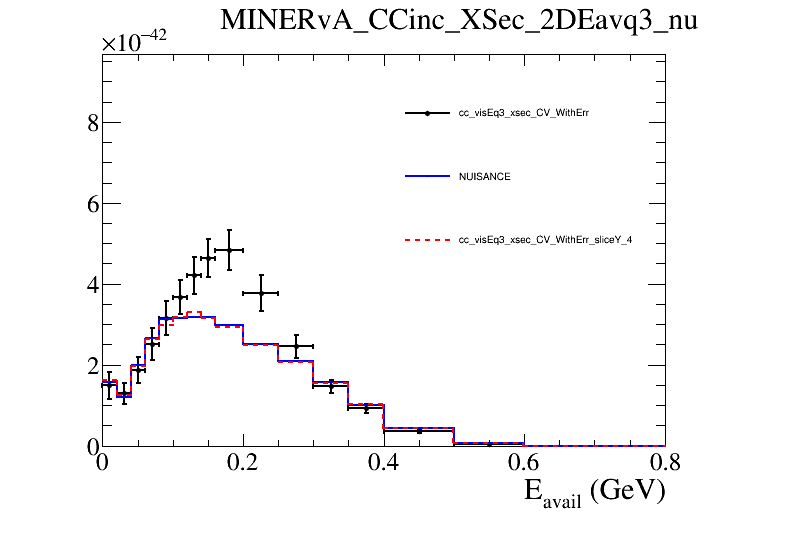 MINERvA_CCinc_XSec_2DEavq3_nu
×10−42
cc_visEq3_xsec_CV_WithErr
NUISANCE
cc_visEq3_xsec_CV_WithErr_sliceY_4
8
6
4
2
0
0 0.2 0.4 0.6 0.8
Eavail (GeV)